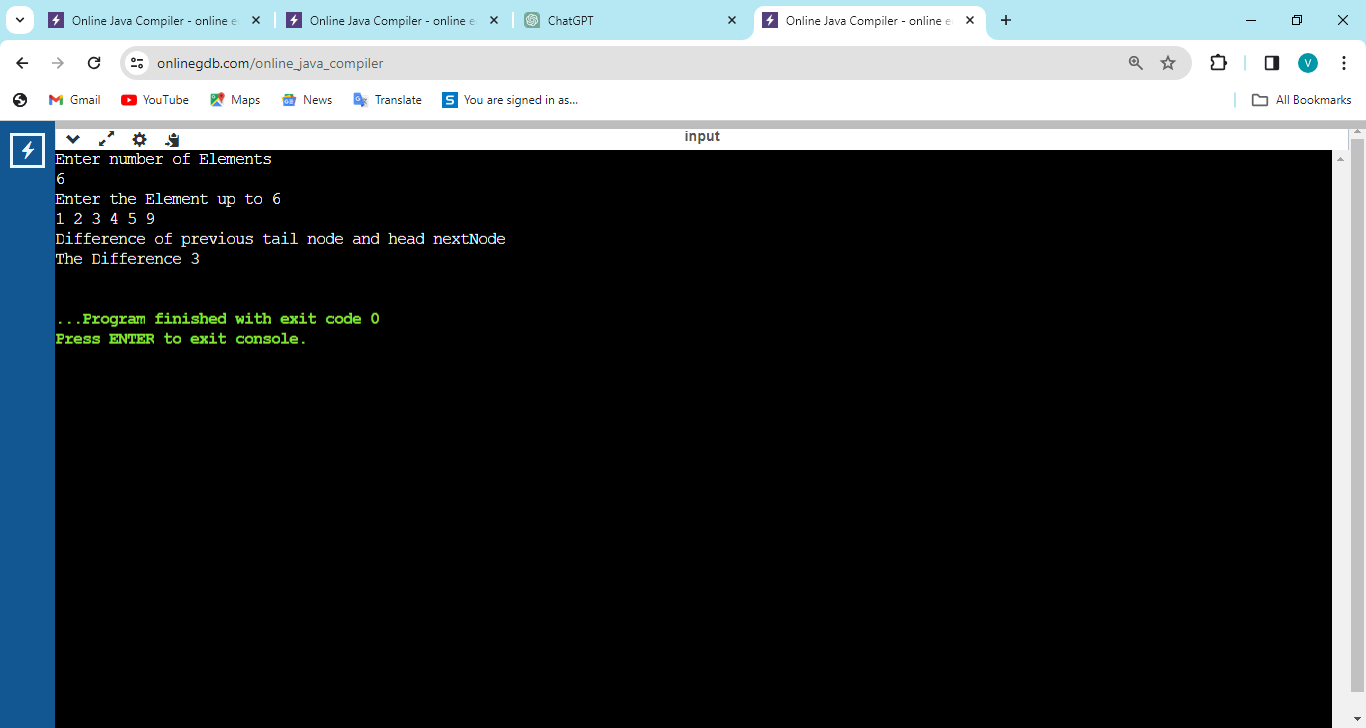 Online Java Compiler - online e
Online Java Compiler - online e
ChatGPT
Online Java Compiler - online e
onlinegdb.com/online_java_compiler
V
Gmail
YouTube
Maps
News
Translate
S
You are signed in as...
All Bookmarks
input
Enter number of Elements
6
Enter the Element up to 6
1 2 3 4 5 9
Difference of previous tail node and head nextNode
The Difference 3
...Program finished with exit code 0
Press ENTER to exit console.